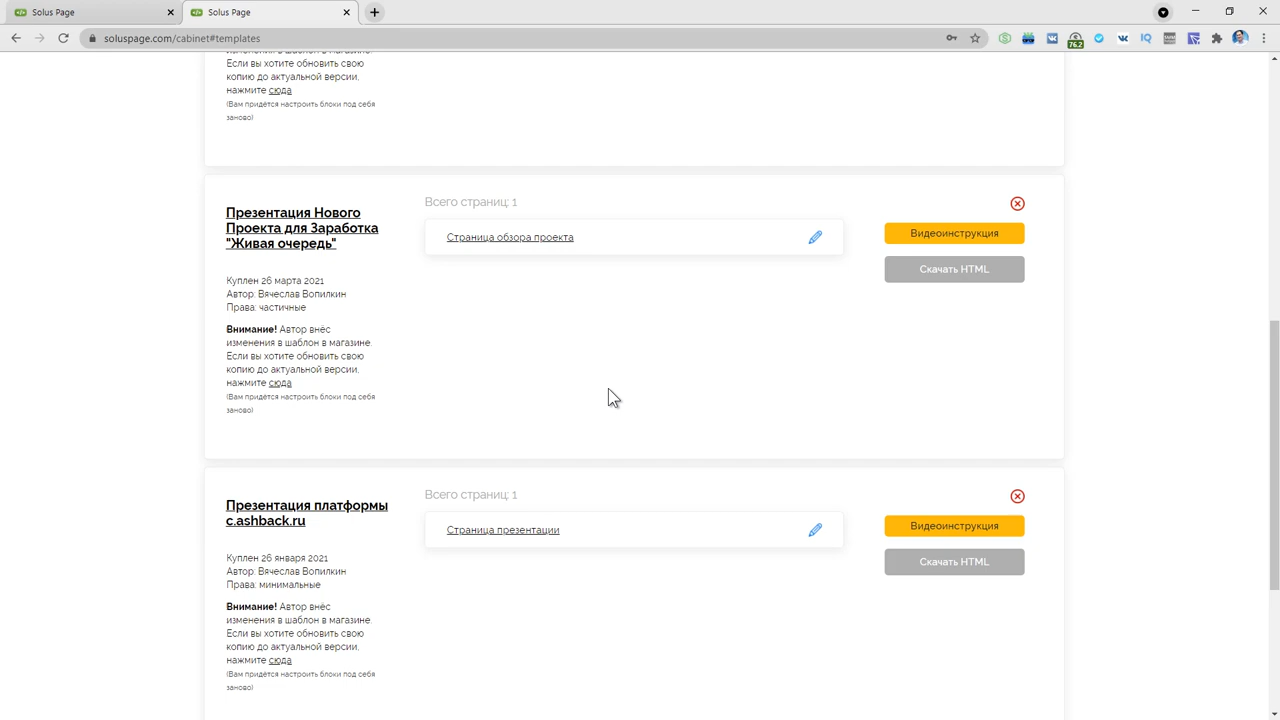 Solus Page
Solus Page
soluspage.com/cabinet#templates
76.2
изменения в шаблон в магазине.
Если вы хотите обновить свою
копию до актуальной версии,
нажмите сюда
(Вам придётся настроить блоки под себя
заново)
Презентация Нового
Проекта для Заработка
"Живая очередь"
Куплен 26 марта 2021
Автор: Вячеслав Вопилкин
Права: частичные
Внимание! Автор внёс
изменения в шаблон в магазине.
Если вы хотите обновить свою
копию до актуальной версии,
нажмите сюда
(Вам придётся настроить блоки под себя
заново)
Всего страниц: 1
Страница обзора проекта
Видеоинструкция
Скачать HTML
Презентация платформы
c.ashback.ru
Куплен 26 января 2021
Автор: Вячеслав Вопилкин
Права: минимальные
Внимание! Автор внёс
изменения в шаблон в магазине.
Если вы хотите обновить свою
копию до актуальной версии,
нажмите сюда
(Вам придётся настроить блоки под себя
заново)
Всего страниц: 1
Страница презентации
Видеоинструкция
Скачать HTML